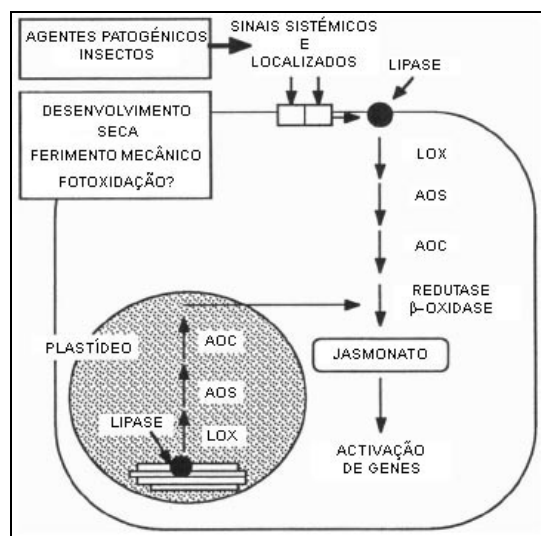 AGENTES PATOGÉNICOS
INSECTOS
SINAIS SISTÉMICOS
E
LOCALIZADOS
LIPASE
DESENVOLVIMENTO
SECA
FERIMENTO MECÂNICO
FOTOXIDAÇÃO?
LOX
AOS
AOC
REDUTASE
β-OXIDASE
JASMONATO
ACTIVAÇÃO
DE GENES
PLASTÍDEO
AOC
AOS
LIPASE
LOX